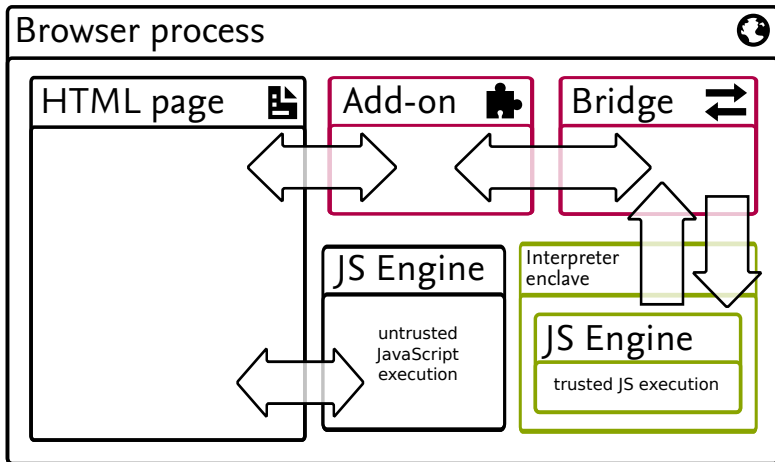 Browser process
HTML page
Add-on
Bridge
JS Engine
untrusted
JavaScript
execution
Interpreter
enclave
JS Engine
trusted JS execution